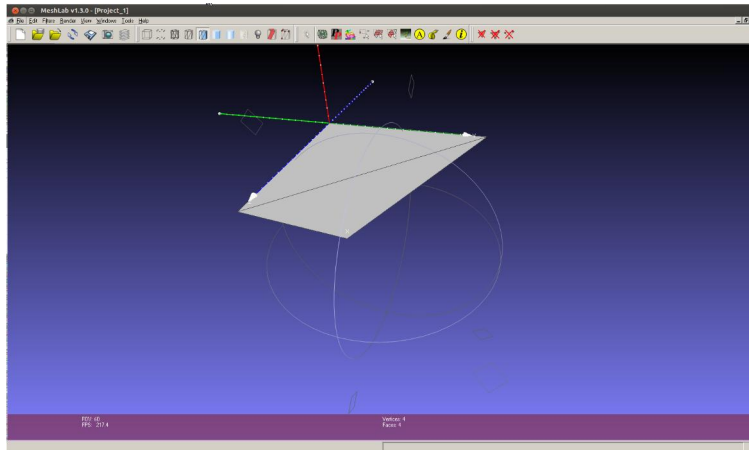 MeshLab v1.3.0 - [Project_1]
File Edit Filters Render View Windows Tools Help
A
i
FOV: 60
FPS: 217.4
Vertices: 4
Faces: 4